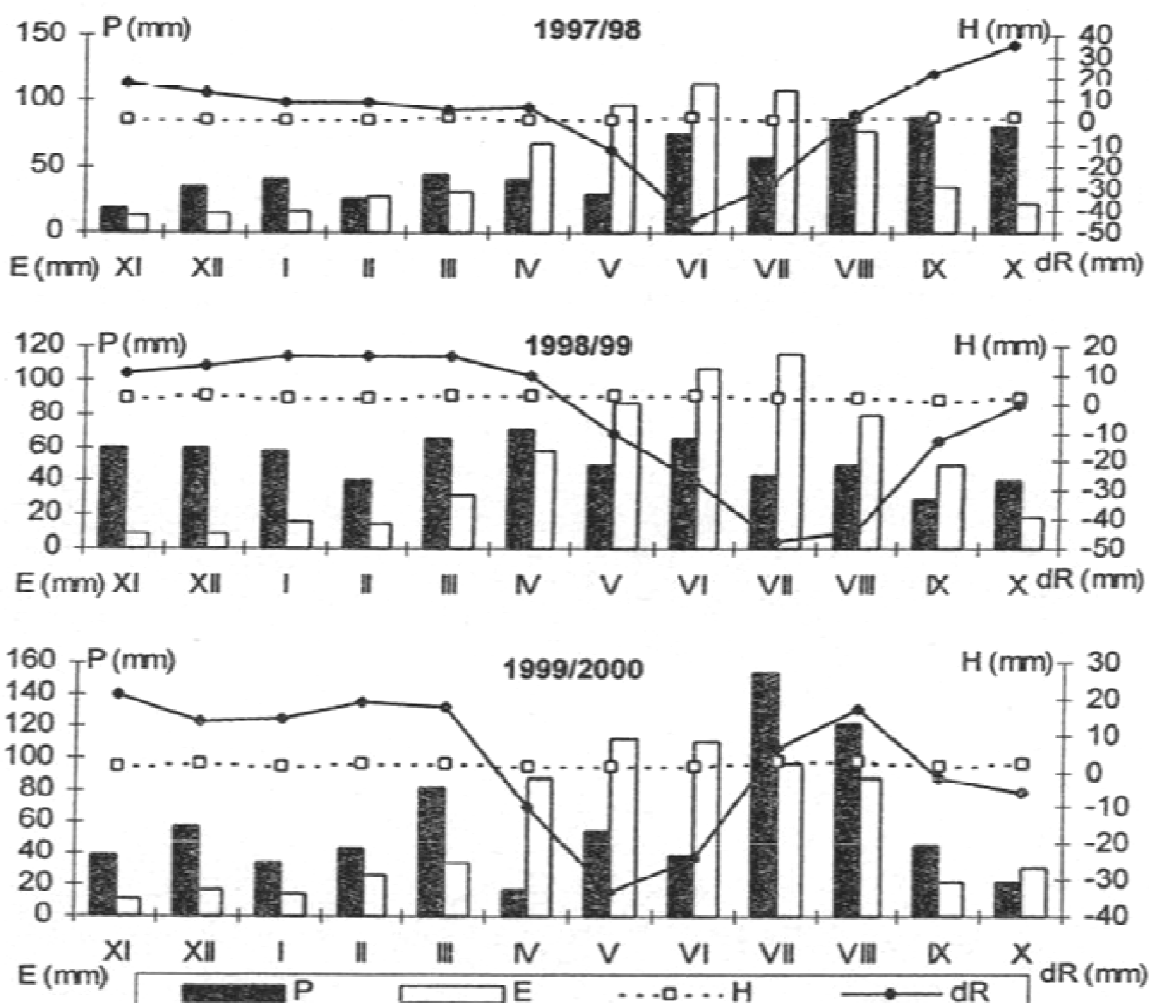 P (mm) 1997/98 H (mm)
150 100 50 0
40 30 20 10 0 -10 -20 -30 -40 -50
E (mm) XI XII I II III IV V VI VII VIII IX X dR (mm)
P (mm) 1998/99 H (mm)
120 100 80 60 40 20 0
20 10 0 -10 -20 -30 -40 -50
E (mm) XI XII I II III IV V VI VII VIII IX X dR (mm)
P (mm) 1999/2000 H (mm)
160 140 120 100 80 60 40 20 0
30 20 10 0 -10 -20 -30 -40
XI XII I II III IV V VI VII VIII IX X
E (mm) dR (mm)
P E H dR